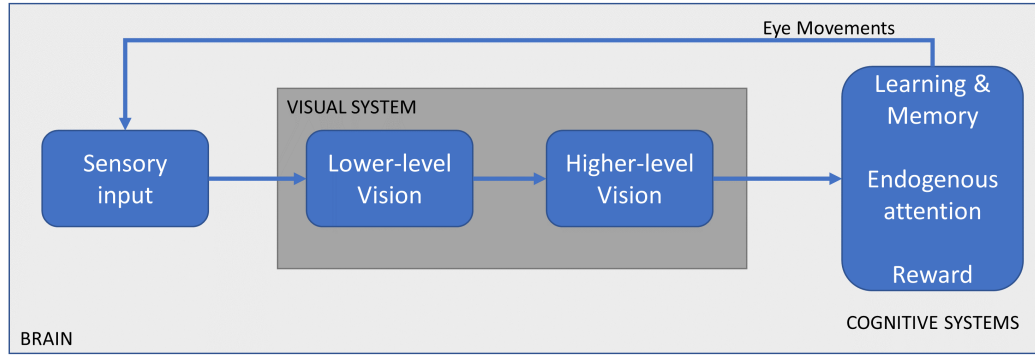 Eye Movements
VISUAL SYSTEM
Sensory
input
Lower-level
Vision
Higher-level
Vision
Learning &
Memory
Endogenous
attention
Reward
COGNITIVE SYSTEMS
BRAIN